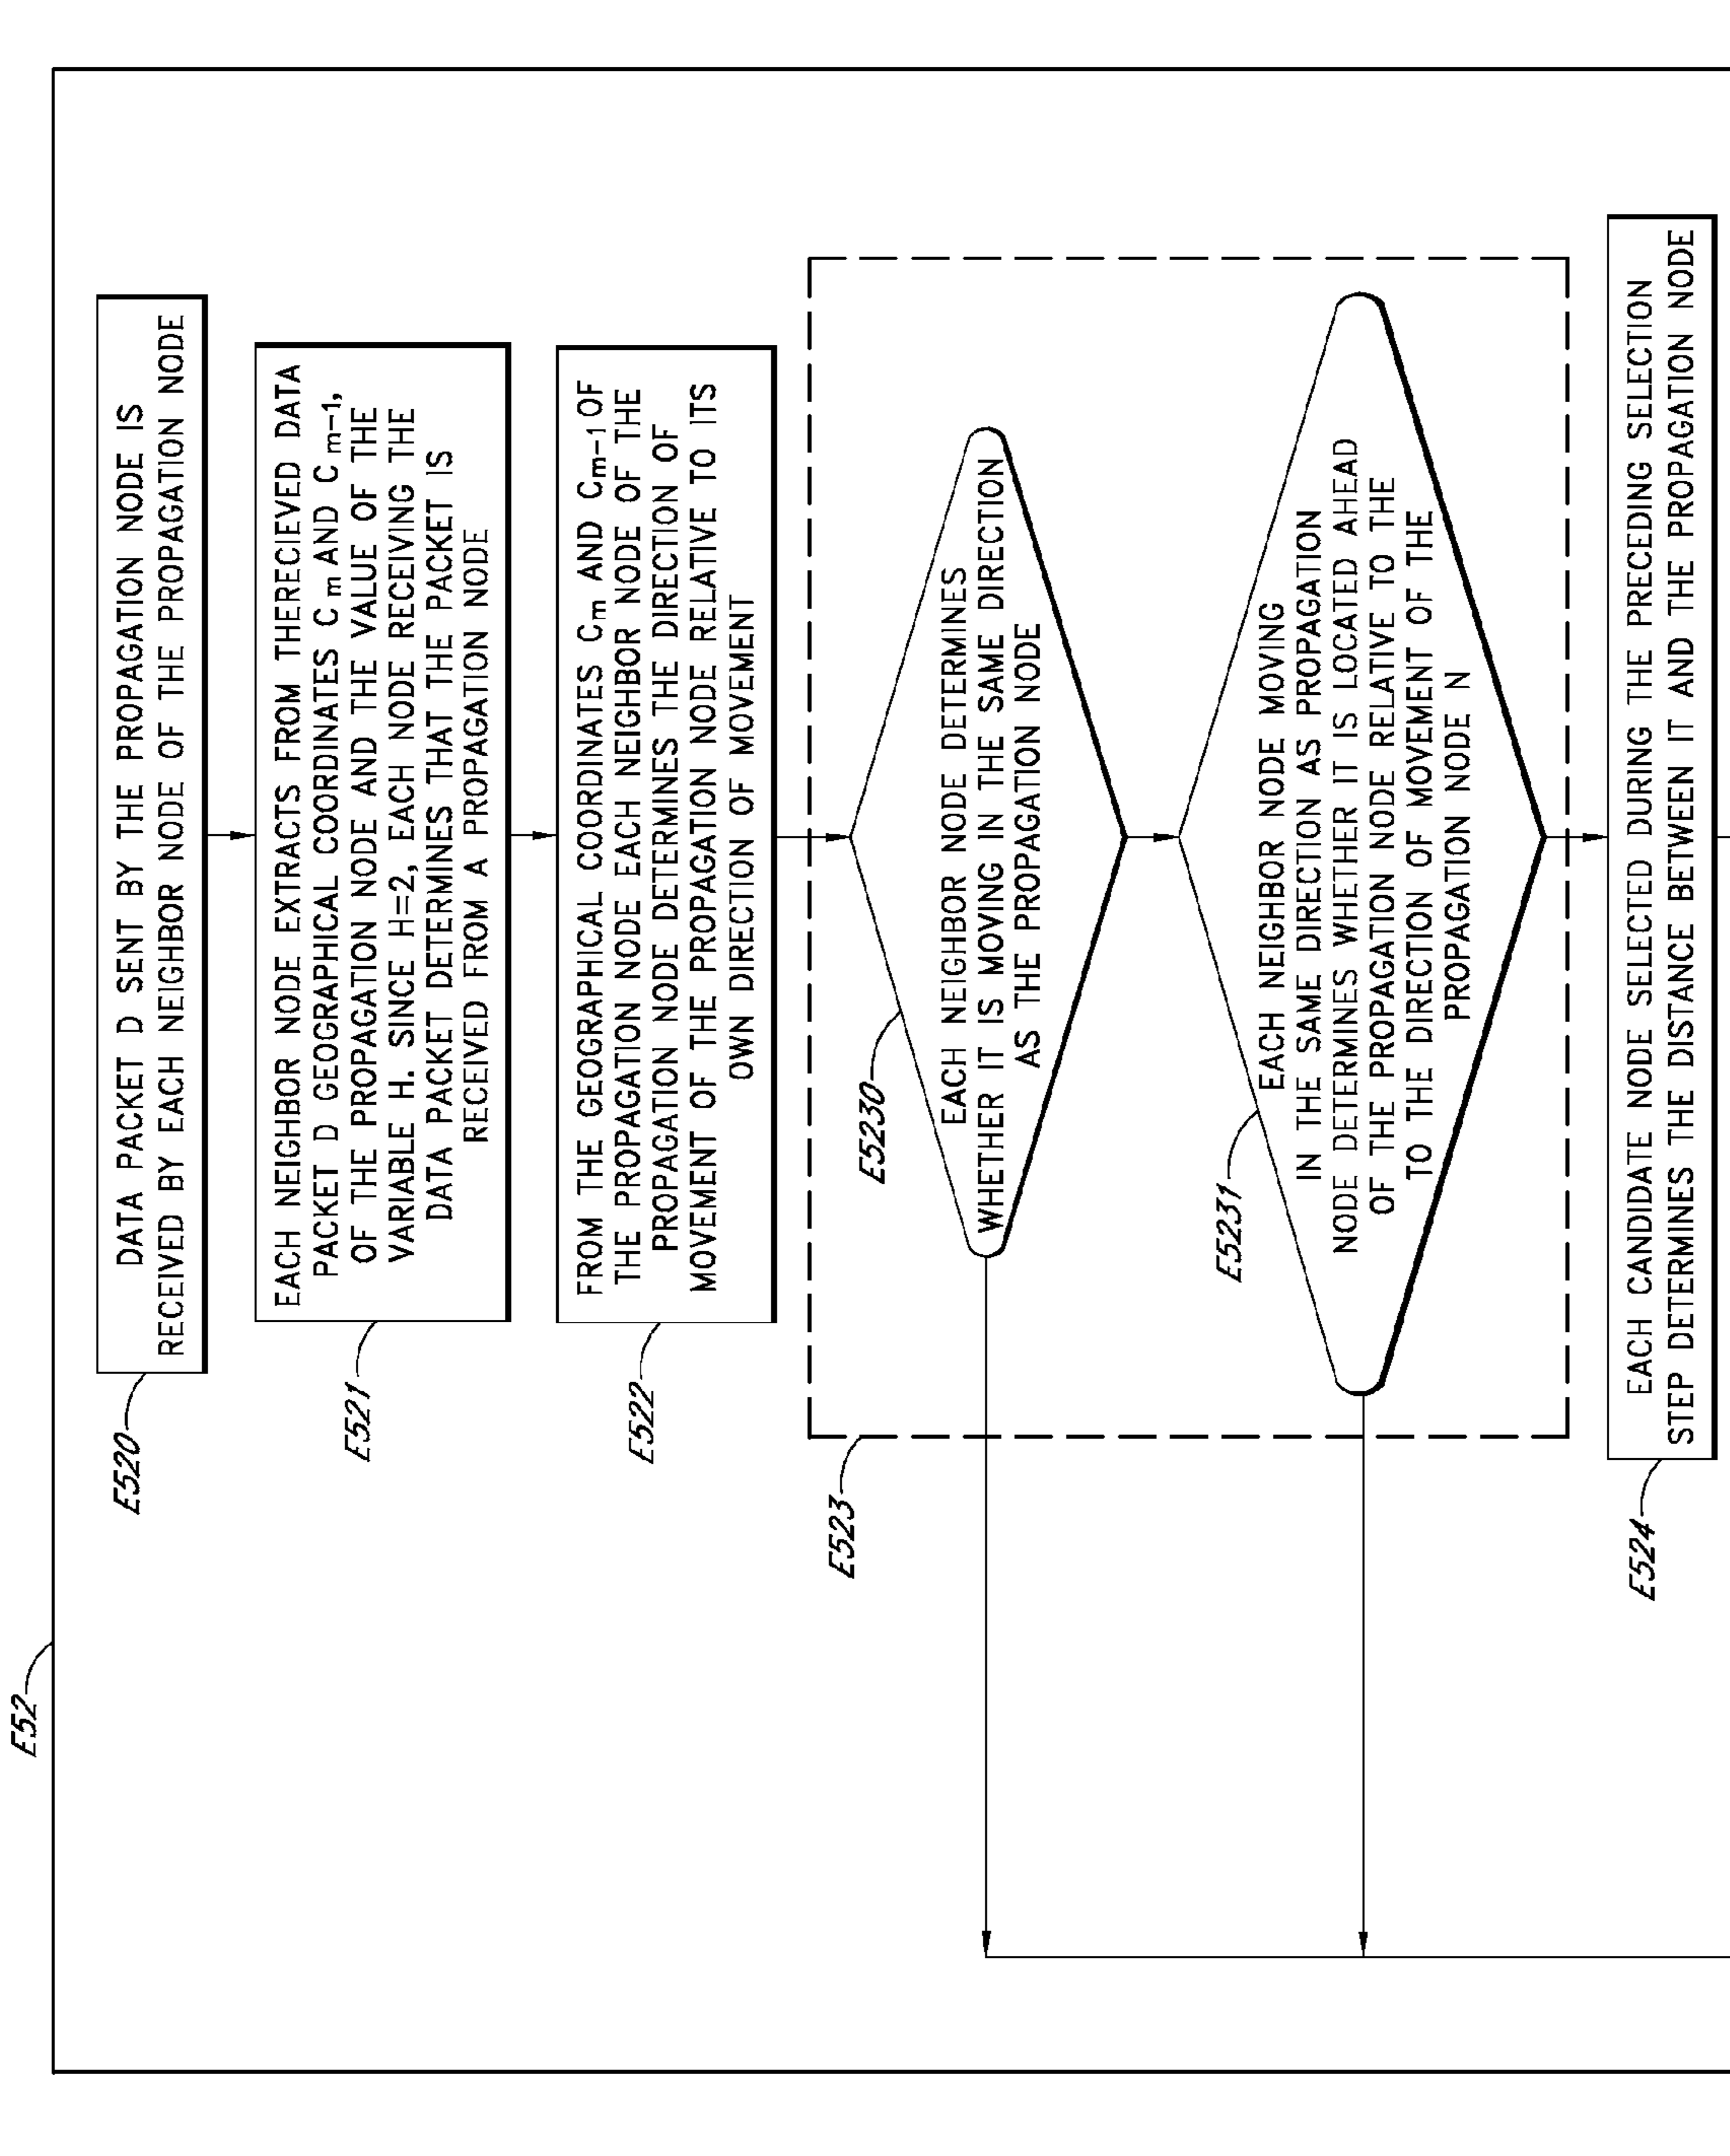 E52
E520
DATA PACKET D SENT BY THE PROPAGATION NODE IS
RECEIVED BY EACH NEIGHBOR NODE OF THE PROPAGATION NODE
E521
EACH NEIGHBOR NODE EXTRACTS FROM THERECIEVED DATA
PACKET D GEOGRAPHICAL COORDINATES Cm AND Cm-1,
OF THE PROPAGATION NODE AND THE VALUE OF THE
VARIABLE H. SINCE H=2, EACH NODE RECEIVING THE
DATA PACKET DETERMINES THAT THE PACKET IS
RECEIVED FROM A PROPAGATION NODE
E522
FROM THE GEOGRAPHICAL COORDINATES Cm AND Cm-1 OF
THE PROPAGATION NODE EACH NEIGHBOR NODE OF THE
PROPAGATION NODE DETERMINES THE DIRECTION OF
MOVEMENT OF THE PROPAGATION NODE RELATIVE TO ITS
OWN DIRECTION OF MOVEMENT
E523
E5230
EACH NEIGHBOR NODE DETERMINES
WHETHER IT IS MOVING IN THE SAME DIRECTION
AS THE PROPAGATION NODE
E5231
EACH NEIGHBOR NODE MOVING
IN THE SAME DIRECTION AS PROPAGATION
NODE DETERMINES WHETHER IT IS LOCATED AHEAD
OF THE PROPAGATION NODE RELATIVE TO THE
TO THE DIRECTION OF MOVEMENT OF THE
PROPAGATION NODE N
E524
EACH CANDIDATE NODE SELECTED DURING THE PRECEDING SELECTION
STEP DETERMINES THE DISTANCE BETWEEN IT AND THE PROPAGATION NODE